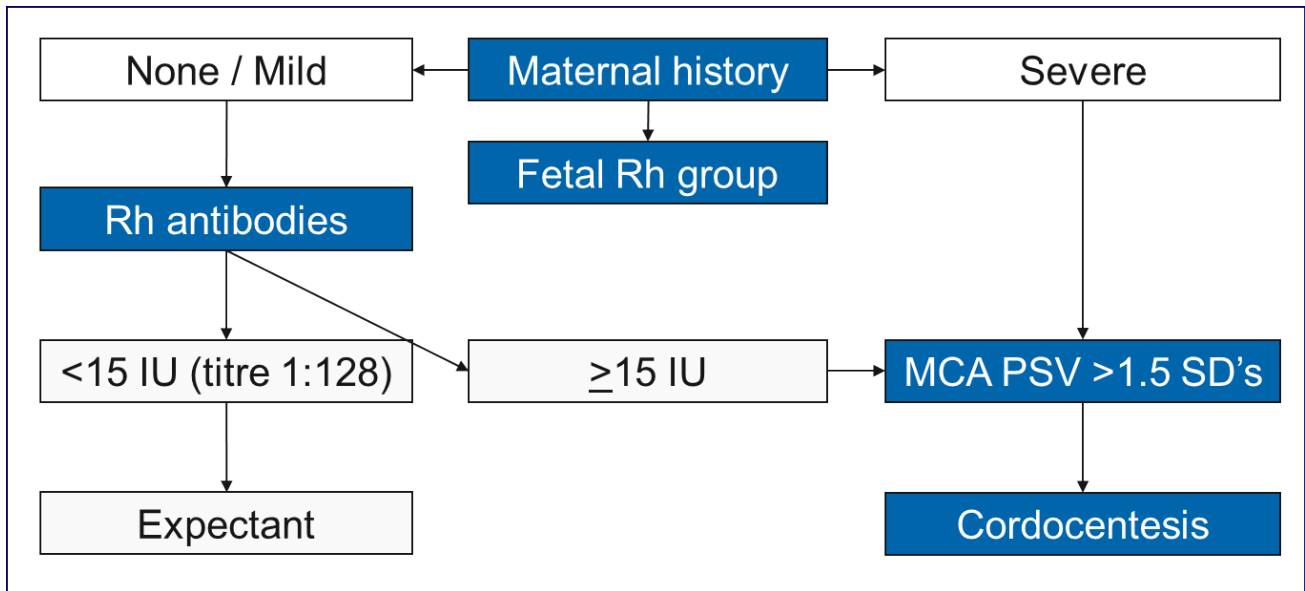 None / Mild
Maternal history
Severe
Fetal Rh group
Rh antibodies
<15 IU (titre 1:128)
≥15 IU
MCA PSV >1.5 SD’s
Expectant
Cordocentesis